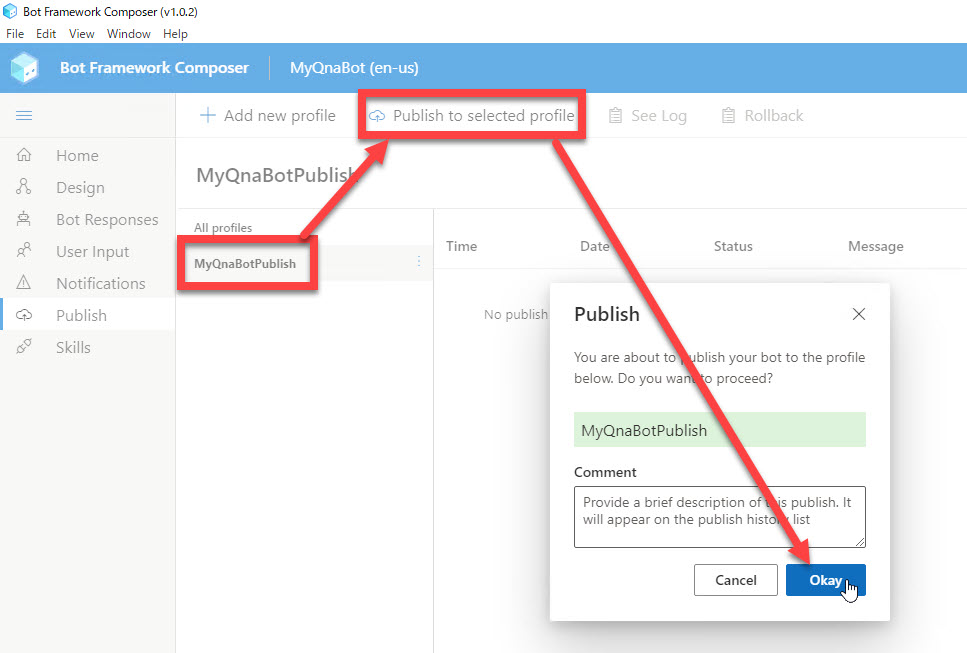 Bot Framework Composer (v1.0.2)
File Edit View Window Help
Bot Framework Composer MyQnaBot (en-us)
Add new profile Publish to selected profile See Log Rollback
Home
Design
Bot Responses
User Input
Notifications
Publish
Skills
MyQnaBotPublish
All profiles
MyQnaBotPublish
Time Date Status Message
No publish
Publish
You are about to publish your bot to the profile
below. Do you want to proceed?
MyQnaBotPublish
Comment
Provide a brief description of this publish. It
will appear on the publish history list
Cancel Okay